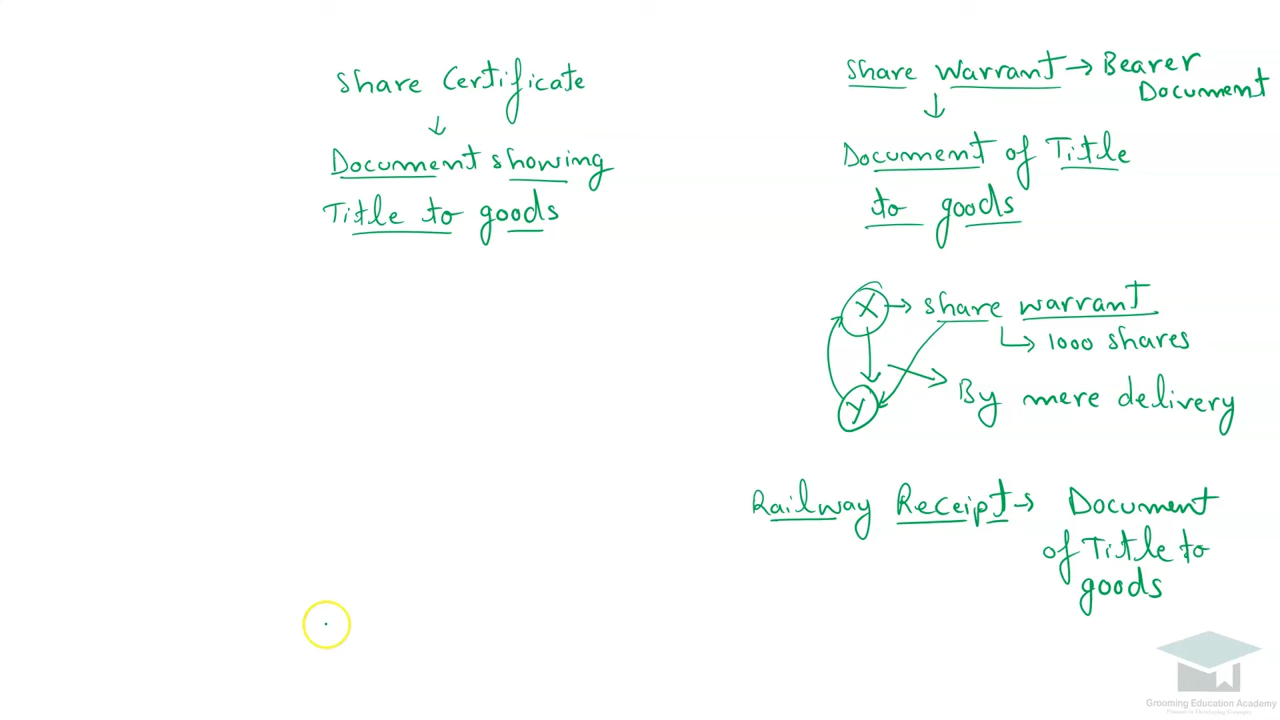 Share Certificate
Document showing
Title to goods
Share Warrant → Bearer
Document
Document of Title
to goods
X → share warrant
1000 shares
Y
By mere delivery
Railway Receipt → Document
of Title to
goods
Grooming Education Academy